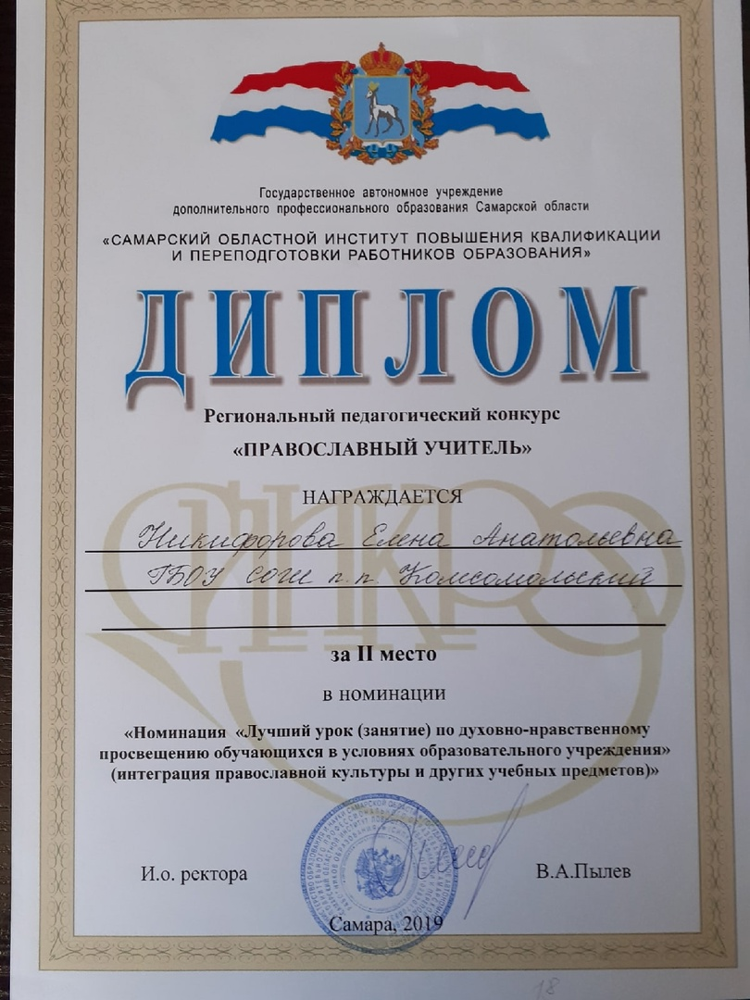 Государственное автономное учреждение
дополнительного профессионального образования Самарской области
«САМАРСКИЙ ОБЛАСТНОЙ ИНСТИТУТ ПОВЫШЕНИЯ КВАЛИФИКАЦИИ
И ПЕРЕПОДГОТОВКИ РАБОТНИКОВ ОБРАЗОВАНИЯ»
ДИПЛОМ
Региональный педагогический конкурс
«ПРАВОСЛАВНЫЙ УЧИТЕЛЬ»
НАГРАЖДАЕТСЯ
Никифорова Елена Анатольевна
ГБОУ СОШ п.п. Комсомольский
за II место
в номинации
«Номинация «Лучший урок (занятие) по духовно-нравственному
просвещению обучающихся в условиях образовательного учреждения»
(интеграция православной культуры и других учебных предметов)»
И.о. ректора
В.А.Пылев
Самара, 2019
18